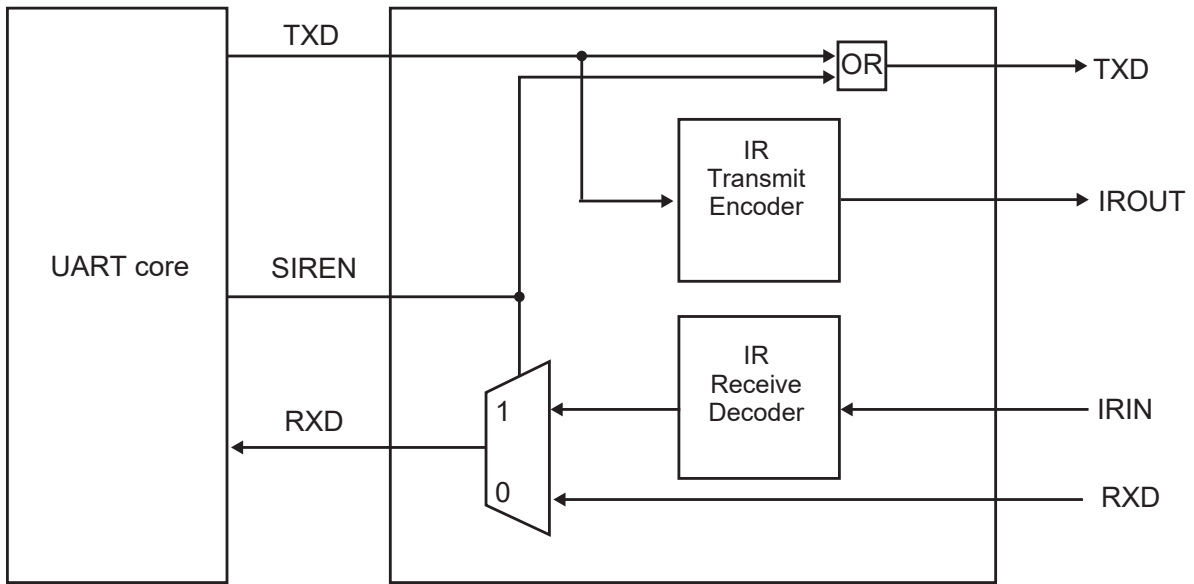 TXD
OR
TXD
IR
Transmit
Encoder
IROUT
UART core
SIREN
IR
Receive
Decoder
1
IRIN
RXD
0
RXD